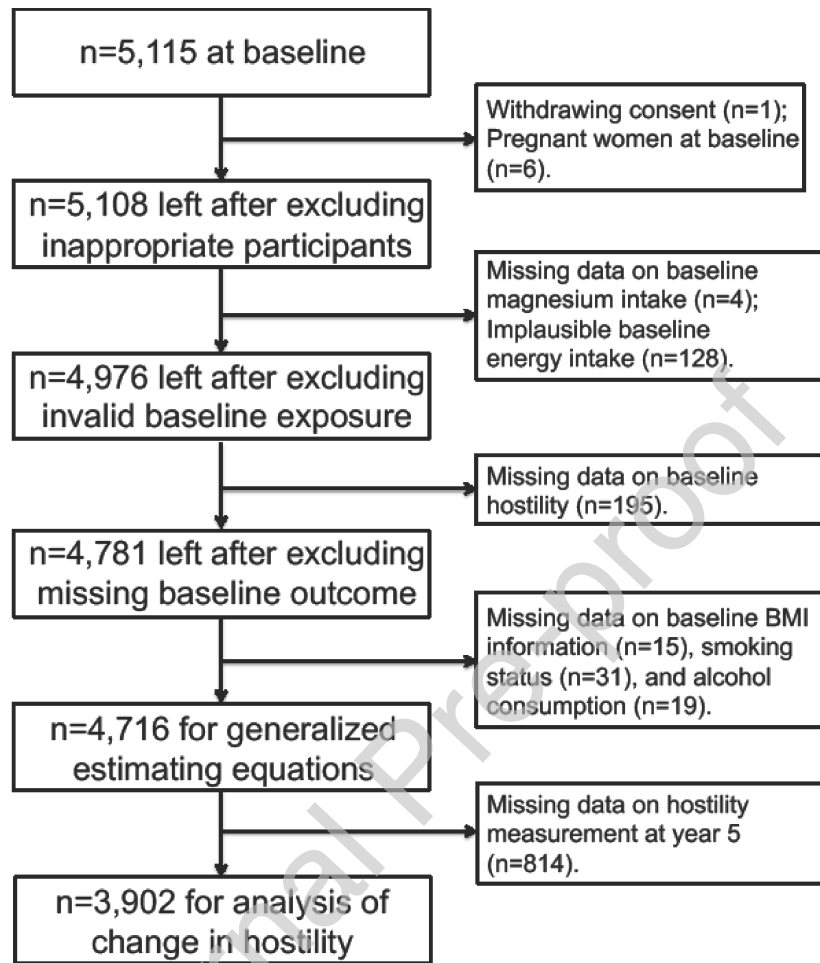 n=5,115 at baseline
Withdrawing consent (n=1);
Pregnant women at baseline
(n=6).
n=5,108 left after excluding
inappropriate participants
Missing data on baseline
magnesium intake (n=4);
Implausible baseline
energy intake (n=128).
n=4,976 left after excluding
invalid baseline exposure
Missing data on baseline
hostility (n=195).
n=4,781 left after excluding
missing baseline outcome
Missing data on baseline BMI
information (n=15), smoking
status (n=31), and alcohol
consumption (n=19).
n=4,716 for generalized
estimating equations
Missing data on hostility
measurement at year 5
(n=814).
n=3,902 for analysis of
change in hostility
rnal Pre-proof